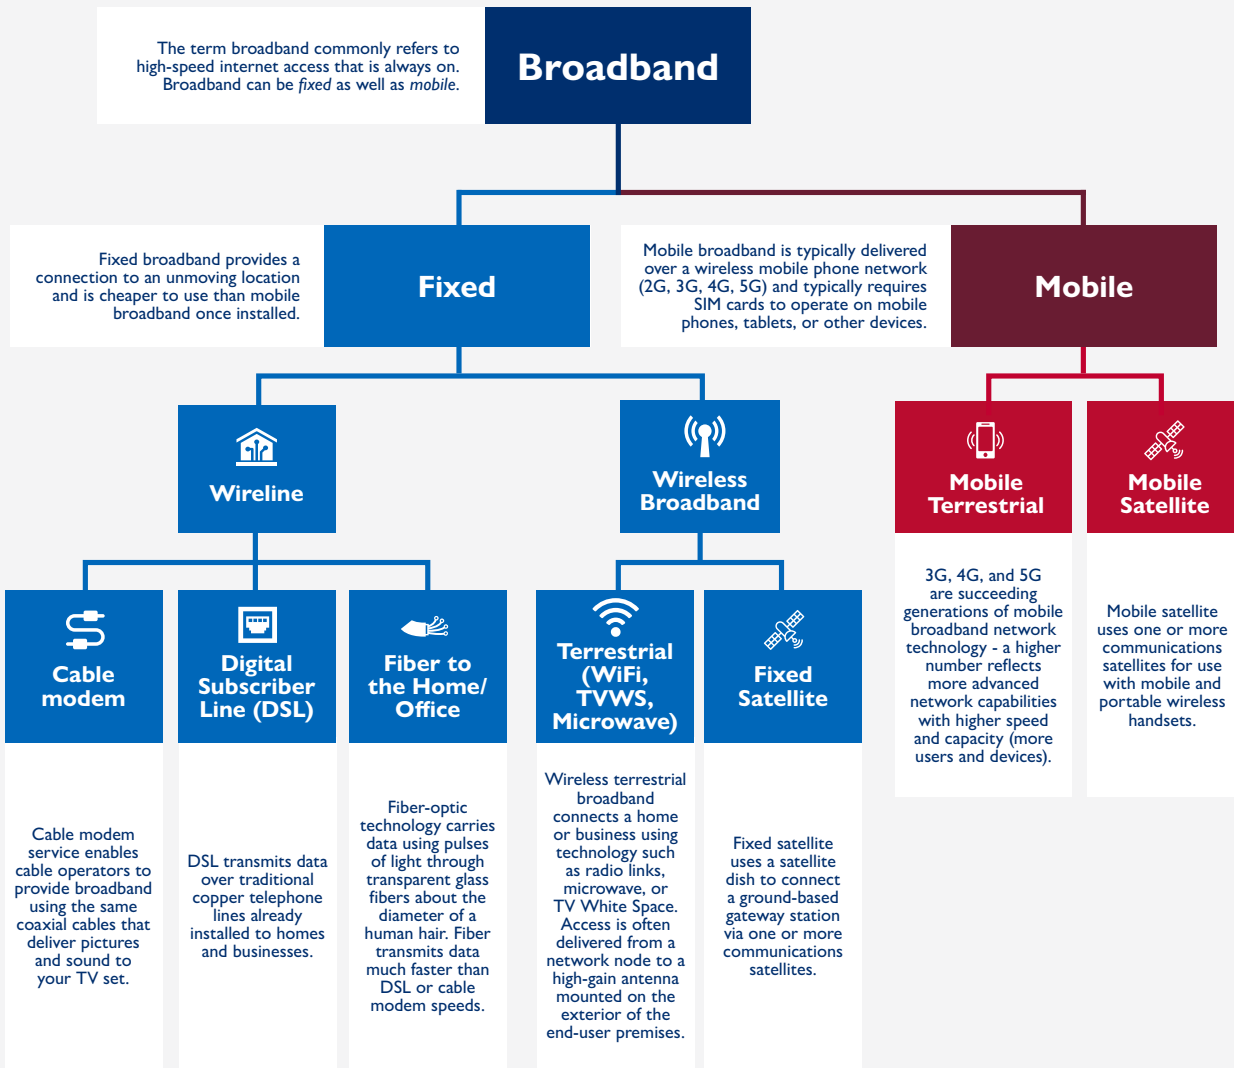 The term broadband commonly refers to
high-speed internet access that is always on.
Broadband can be fixed as well as mobile.
Broadband
Fixed broadband provides a
connection to an unmoving location
and is cheaper to use than mobile
broadband once installed.
Fixed
Mobile broadband is typically delivered
over a wireless mobile phone network
(2G, 3G, 4G, 5G) and typically requires
SIM cards to operate on mobile
phones, tablets, or other devices.
Mobile
Wireline
Wireless
Broadband
Mobile
Terrestrial
Mobile
Satellite
3G, 4G, and 5G
are succeeding
generations of mobile
broadband network
technology - a higher
number reflects
more advanced
network capabilities
with higher speed
and capacity (more
users and devices).
Mobile satellite
uses one or more
communications
satellites for use
with mobile and
portable wireless
handsets.
Cable
modem
Digital
Subscriber
Line (DSL)
Fiber to
the Home/
Office
Terrestrial
(WiFi,
TVWS,
Microwave)
Fixed
Satellite
Cable modem
service enables
cable operators to
provide broadband
using the same
coaxial cables that
deliver pictures
and sound to
your TV set.
DSL transmits data
over traditional
copper telephone
lines already
installed to homes
and businesses.
Fiber-optic
technology carries
data using pulses
of light through
transparent glass
fibers about the
diameter of a
human hair. Fiber
transmits data
much faster than
DSL or cable
modem speeds.
Wireless terrestrial
broadband
connects a home
or business using
technology such
as radio links,
microwave, or
TV White Space.
Access is often
delivered from a
network node to a
high-gain antenna
mounted on the
exterior of the
end-user premises.
Fixed satellite
uses a satellite
dish to connect
a ground-based
gateway station
via one or more
communications
satellites.